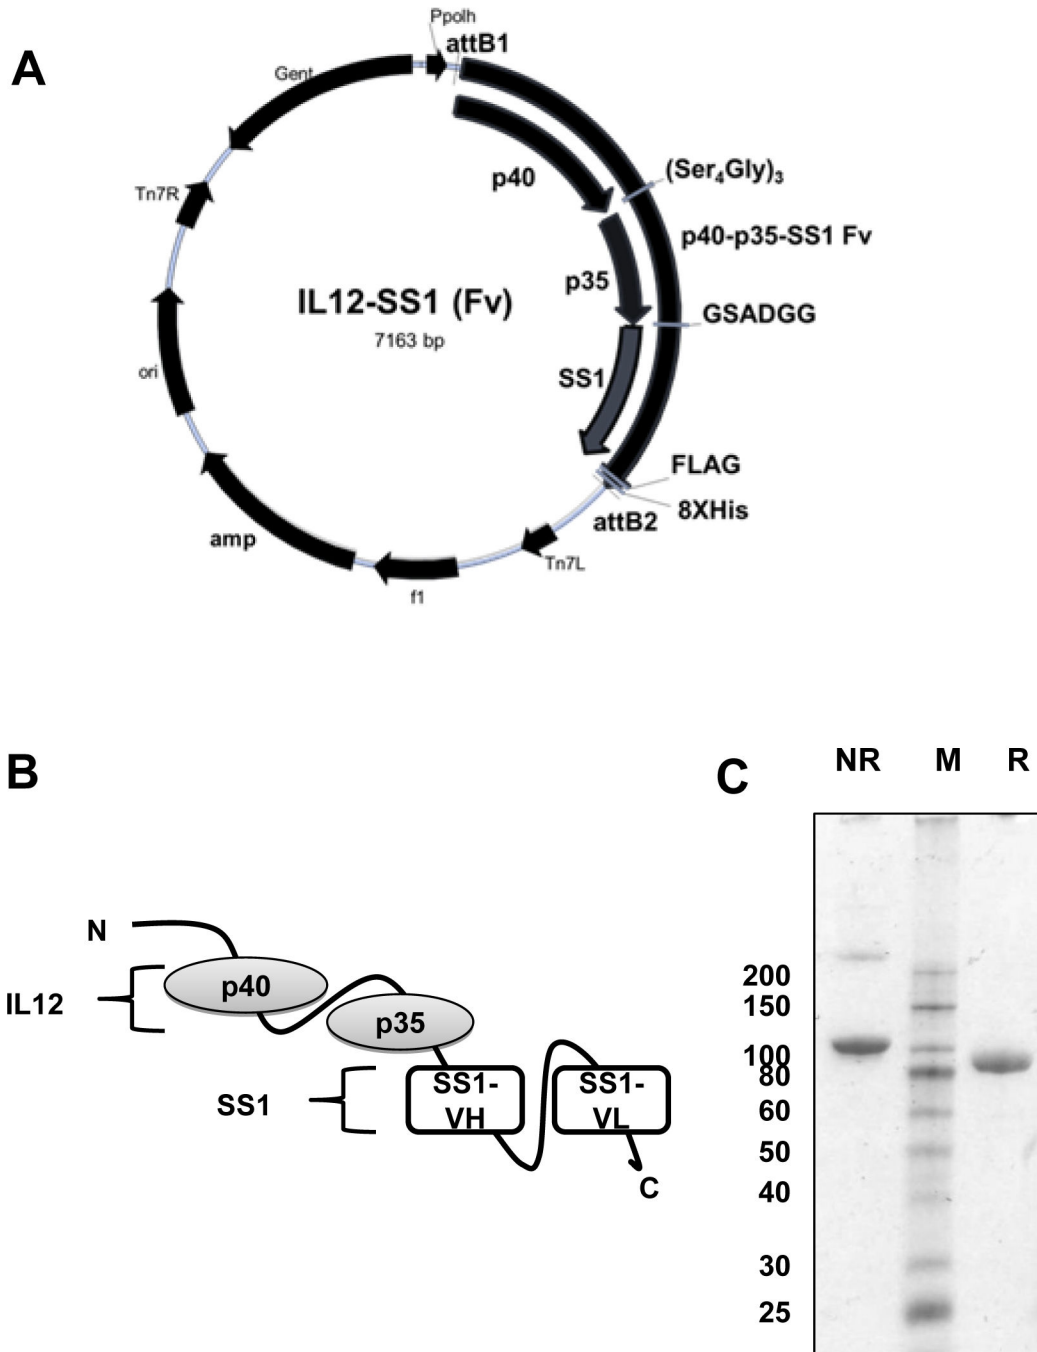 A
Ppolh
attB1
Gent
(Ser4Gly)3
p40
Tn7R
p40-p35-SS1 Fv
p35
IL12-SS1 (Fv)
GSADGG
7163 bp
ori
SS1
FLAG
8XHis
attB2
amp
Tn7L
f1
B
C
NR M R
N
p40
IL12
p35
SS1
SS1-
VH
SS1-
VL
C
200
150
100
80
60
50
40
30
25